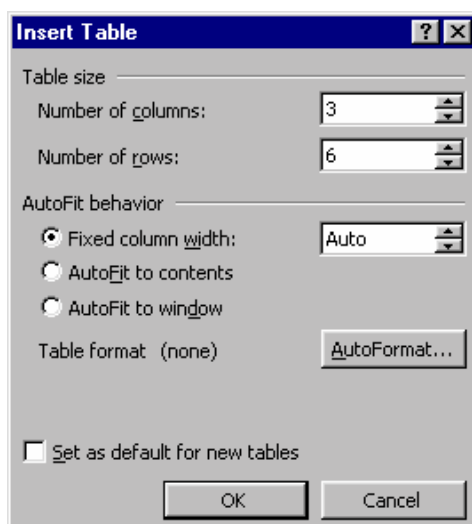 Insert Table
Table size
Number of columns: 3
Number of rows: 6
AutoFit behavior
Fixed column width: Auto
AutoFit to contents
AutoFit to window
Table format (none) AutoFormat...
Set as default for new tables
OK Cancel